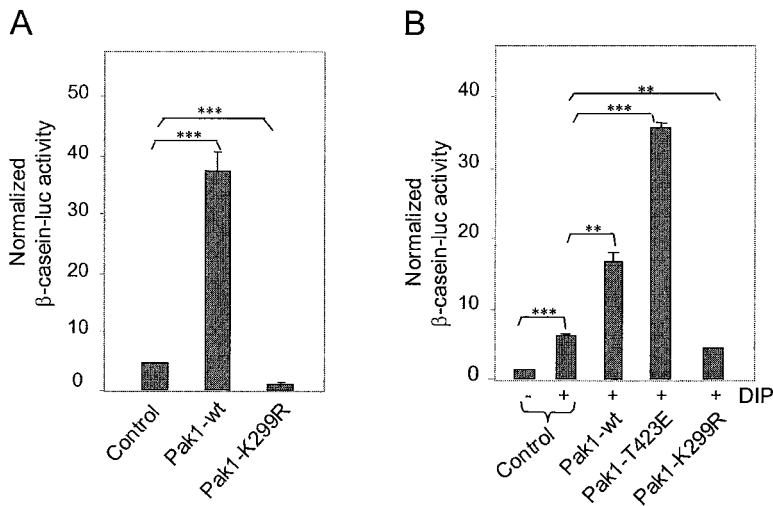 A
Normalized
β-casein-luc activity
50
40
30
20
10
0
***
***
Control
Pak1-wt
Pak1-K299R
B
Normalized
β-casein-luc activity
40
30
20
10
0
**
***
**
***
- + + + + DIP
Control
Pak1-wt
Pak1-T423E
Pak1-K299R